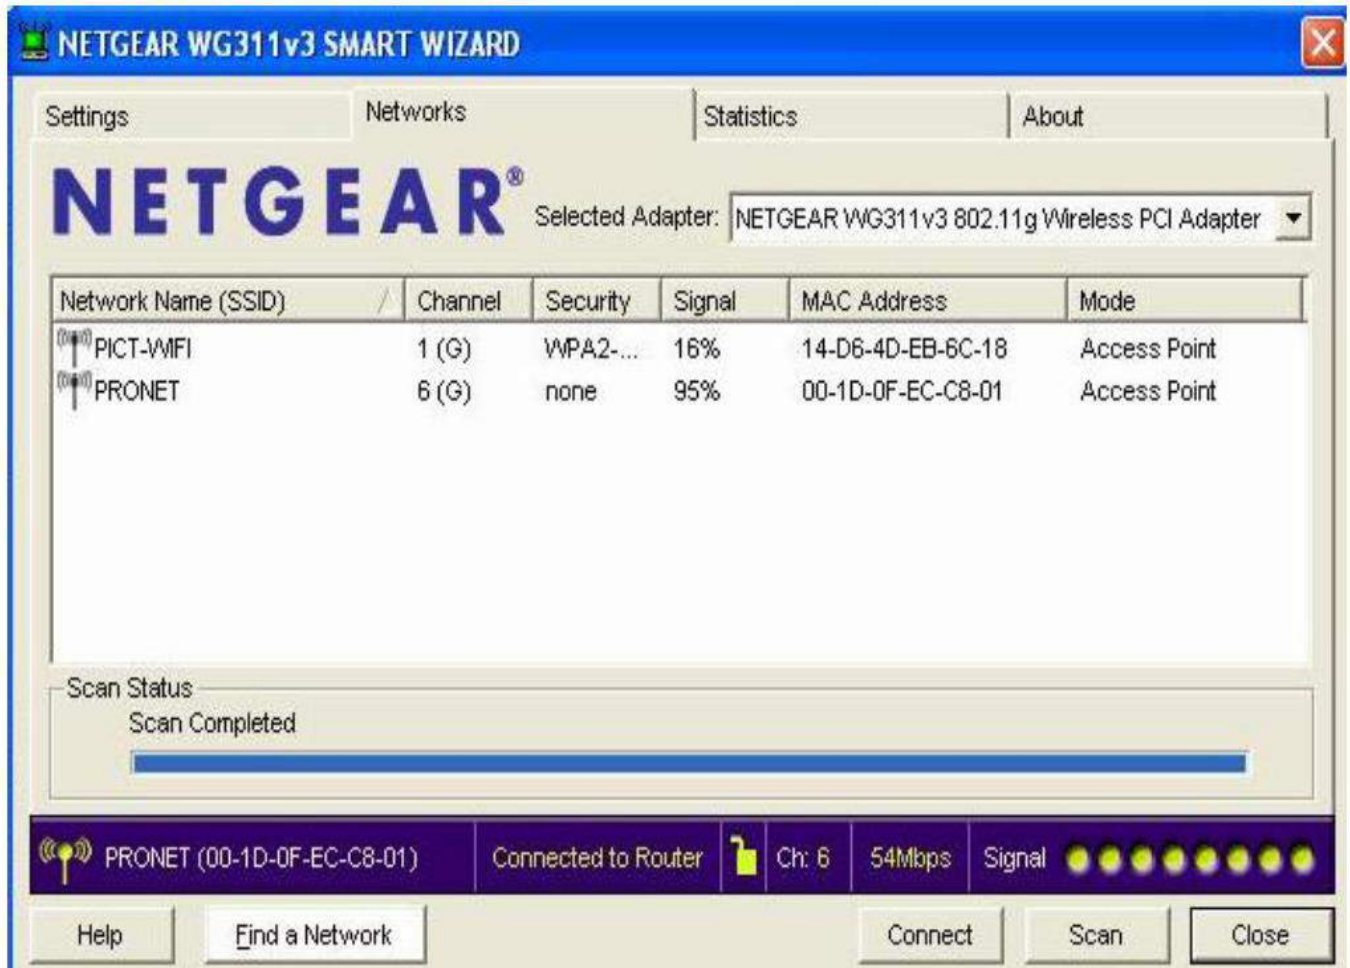 NETGEAR WG311v3 SMART WIZARD
Settings Networks Statistics About
NETGEAR® Selected Adapter: NETGEAR WG311v3 802.11g Wireless PCI Adapter
Network Name (SSID) Channel Security Signal MAC Address Mode
PICT-WIFI 1 (G) WPA2-... 16% 14-D6-4D-EB-6C-18 Access Point
PRONET 6 (G) none 95% 00-1D-0F-EC-C8-01 Access Point
Scan Status
Scan Completed
PRONET (00-1D-0F-EC-C8-01) Connected to Router Ch: 6 54Mbps Signal
Help Find a Network Connect Scan Close